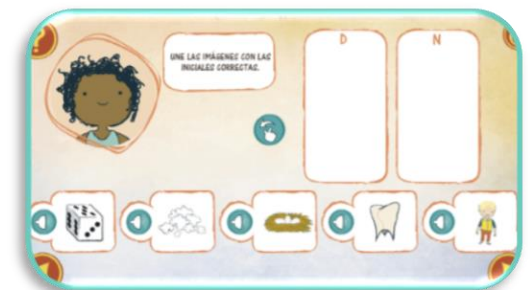 UNE LAS IMÁGENES CON LAS
INICIALES CORRECTAS.
D
N